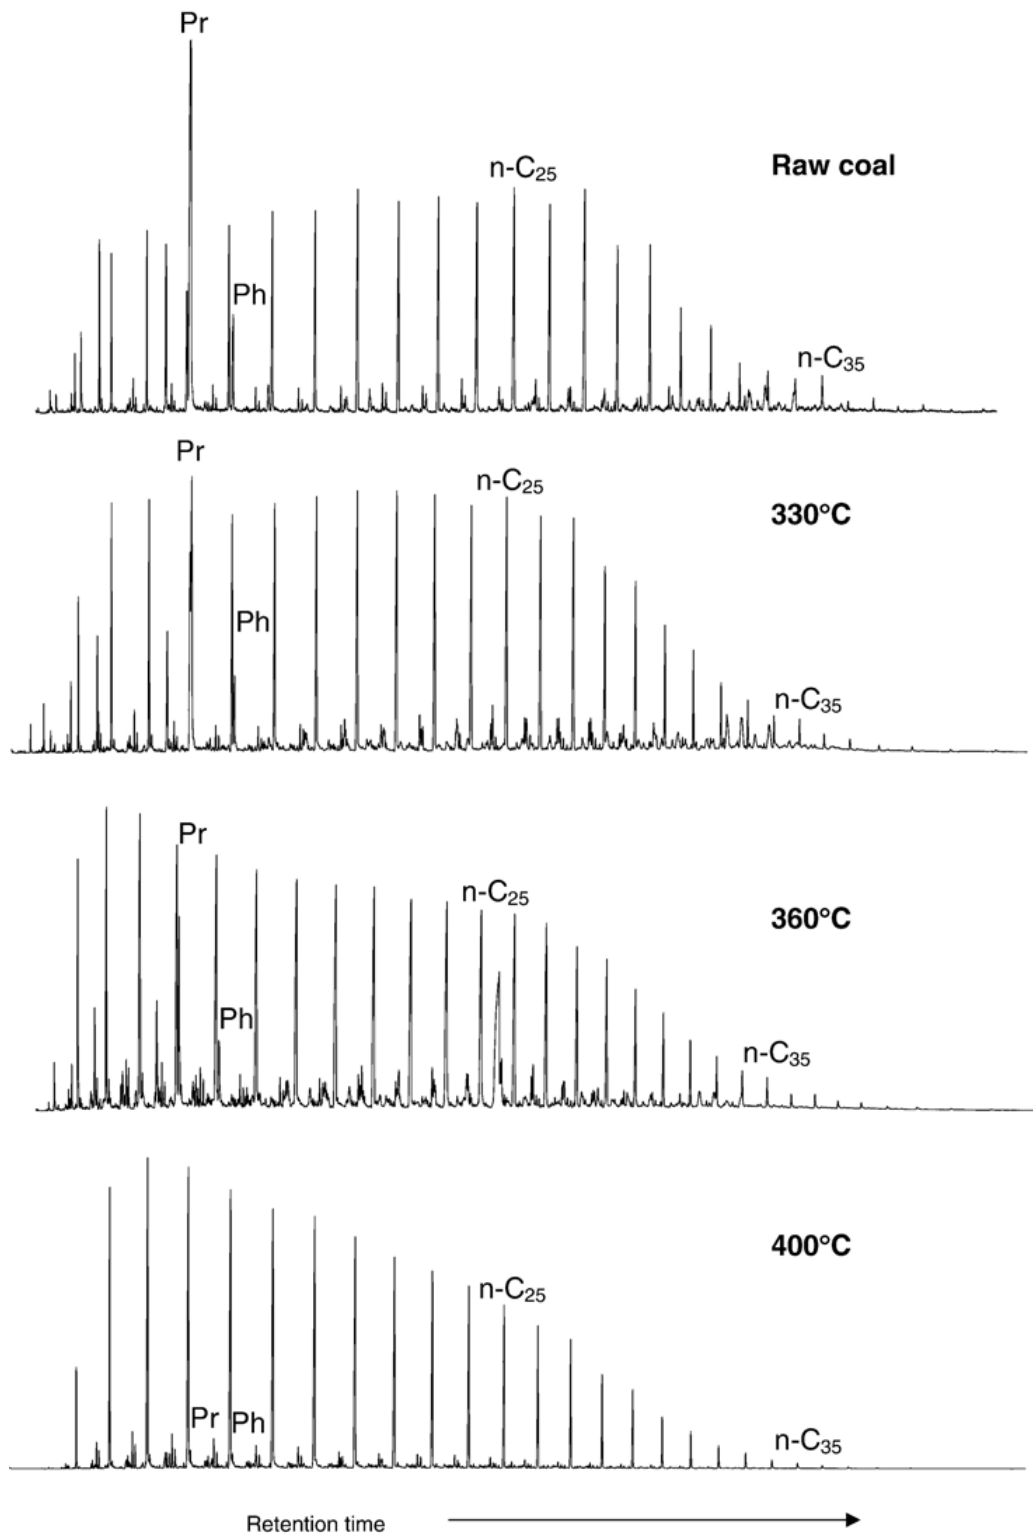 Pr
Raw coal
n-C₂₅
Ph
n-C₃₅
Pr
n-C₂₅
330°C
Ph
n-C₃₅
Pr
n-C₂₅
360°C
Ph
n-C₃₅
400°C
n-C₂₅
Pr
Ph
n-C₃₅
Retention time